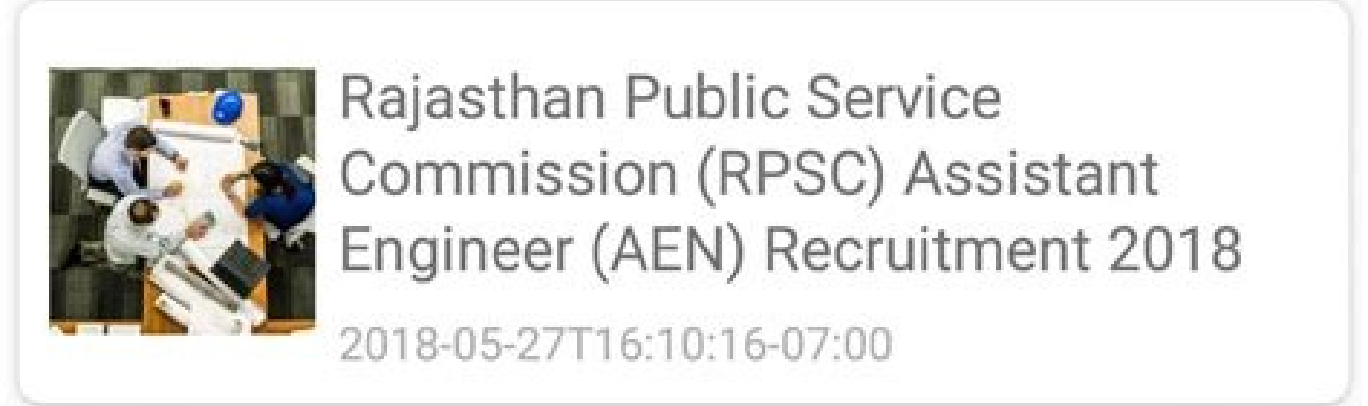 Rajasthan Public Service
Commission (RPSC) Assistant
Engineer (AEN) Recruitment 2018
2018-05-27T16:10:16-07:00